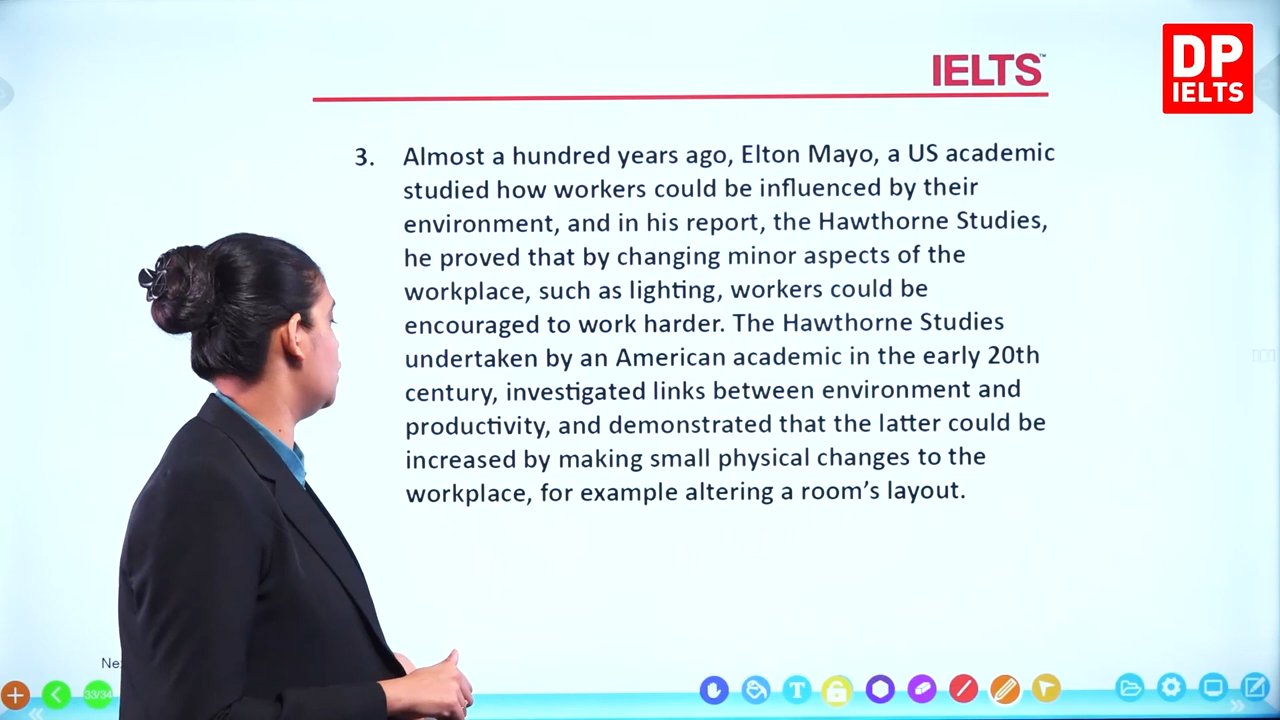 IELTS™
DP
IELTS
3. Almost a hundred years ago, Elton Mayo, a US academic
studied how workers could be influenced by their
environment, and in his report, the Hawthorne Studies,
he proved that by changing minor aspects of the
workplace, such as lighting, workers could be
encouraged to work harder. The Hawthorne Studies
undertaken by an American academic in the early 20th
century, investigated links between environment and
productivity, and demonstrated that the latter could be
increased by making small physical changes to the
workplace, for example altering a room's layout.
33/34
T